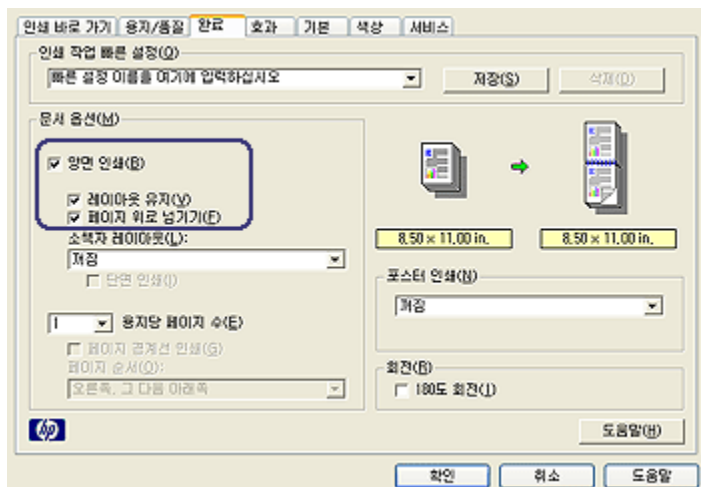 인쇄 바로 가기 용지/품질 완료 효과 기본 색상 서비스
인쇄 작업 빠른 설정(Q)
빠른 설정 이름을 여기에 입력하십시오 저장(S) 삭제(D)
문서 옵션(M)
양면 인쇄(B)
레이아웃 유지(V)
페이지 위로 넘기기(F)
소책자 레이아웃(L):
꺼짐
단면 인쇄(I)
1 용지당 페이지 수(E)
페이지 경계선 인쇄(G)
페이지 순서(O):
오른쪽, 그 다음 아래쪽
8.50 × 11.00 in. 8.50 × 11.00 in.
포스터 인쇄(N)
꺼짐
회전(R)
180도 회전(J)
hp
도움말(H)
확인 취소 도움말